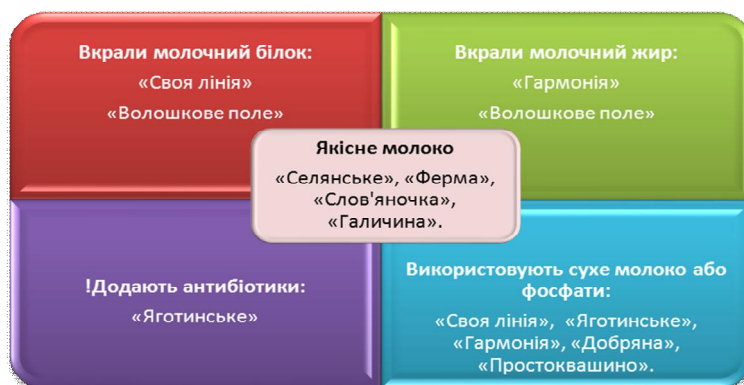 Вкрали молочний білок:
«Своя лінія»
«Волошкове поле»
Вкрали молочний жир:
«Гармонія»
«Волошкове поле»
Якісне молоко
«Селянське», «Ферма»,
«Слов'яночка»,
«Галичина».
!Додають антибіотики:
«Яготинське»
Використовують сухе молоко або
фосфати:
«Своя лінія», «Яготинське»,
«Гармонія», «Добряна»,
«Простоквашино».